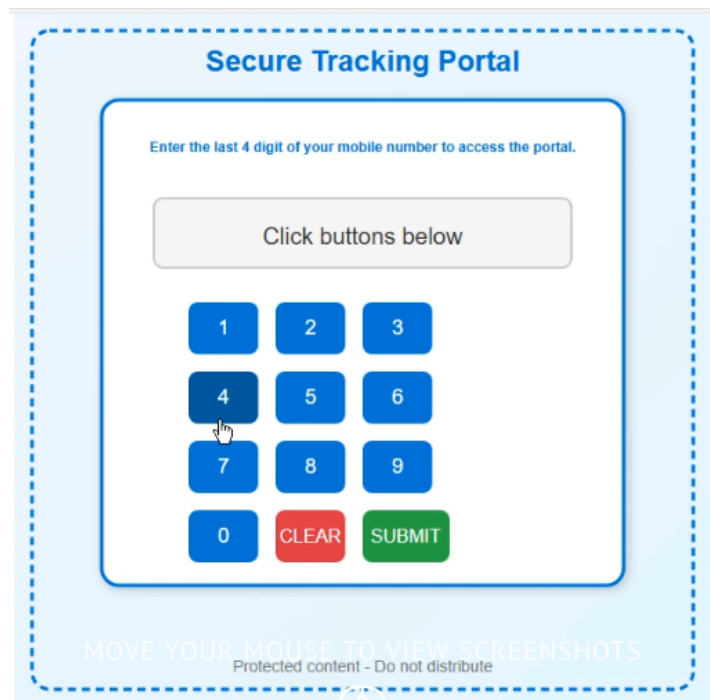 Secure Tracking Portal
Enter the last 4 digit of your mobile number to access the portal.
Click buttons below
1 2 3
4 5 6
7 8 9
0 CLEAR SUBMIT
MOVE YOUR MOUSE TO VIEW SCREENSHOTS
Protected content - Do not distribute